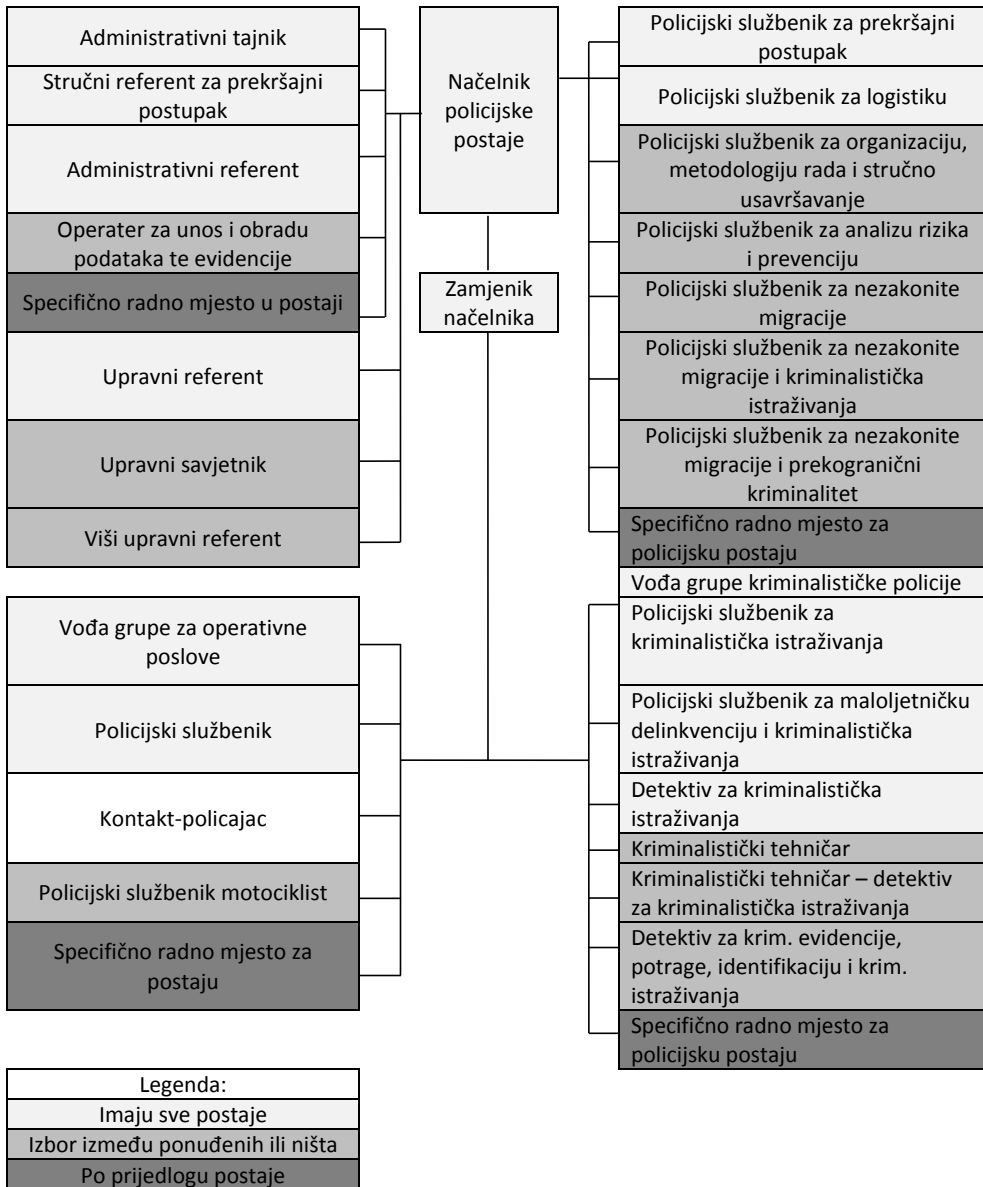 Administrativni tajnik
Stručni referent za prekršajni
postupak
Administrativni referent
Operater za unos i obradu
podataka te evidencije
Specifično radno mjesto u postaji
Upravni referent
Upravni savjetnik
Viši upravni referent
Načelnik
policijske
postaje
Zamjenik
načelnika
Policijski službenik za prekršajni
postupak
Policijski službenik za logistiku
Policijski službenik za organizaciju,
metodologiju rada i stručno
usavršavanje
Policijski službenik za analizu rizika
i prevenciju
Policijski službenik za nezakonite
migracije
Policijski službenik za nezakonite
migracije i kriminalistička
istraživanja
Policijski službenik za nezakonite
migracije i prekogranični
kriminalitet
Specifično radno mjesto za
policijsku postaju
Vođa grupe za operativne
poslove
Policijski službenik
Kontakt-policajac
Policijski službenik motociklist
Specifično radno mjesto za
postaju
Vođa grupe kriminalističke policije
Policijski službenik za
kriminalistička istraživanja
Policijski službenik za maloljetničku
delinkvenciju i kriminalistička
istraživanja
Detektiv za kriminalistička
istraživanja
Kriminalistički tehničar
Kriminalistički tehničar – detektiv
za kriminalistička istraživanja
Detektiv za krim. evidencije,
potrage, identifikaciju i krim.
istraživanja
Specifično radno mjesto za
policijsku postaju
Legenda:
Imaju sve postaje
Izbor između ponuđenih ili ništa
Po prijedlogu postaje